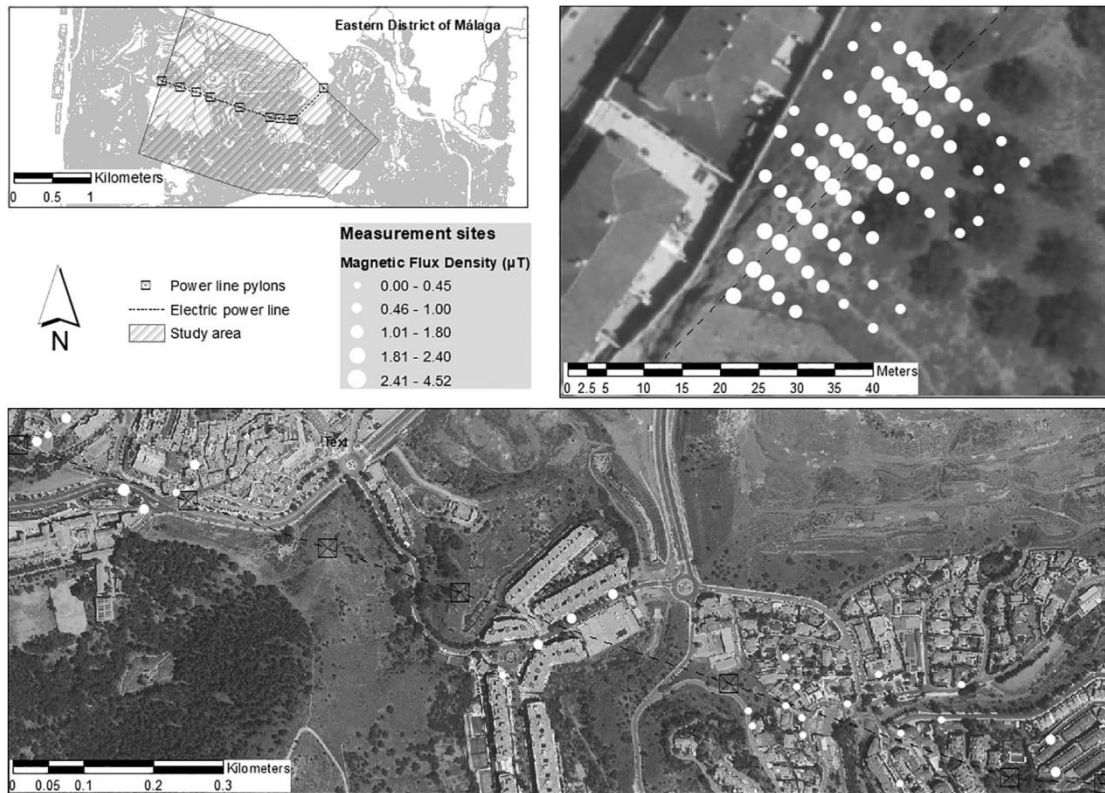 Eastern District of Málaga
Kilometers
0 0.5 1
N
Power line pylons
Electric power line
Study area
Measurement sites
Magnetic Flux Density (µT)
0.00 - 0.45
0.46 - 1.00
1.01 - 1.80
1.81 - 2.40
2.41 - 4.52
Meters
0 2.5 5 10 15 20 25 30 35 40
Text
Kilometers
0 0.05 0.1 0.2 0.3